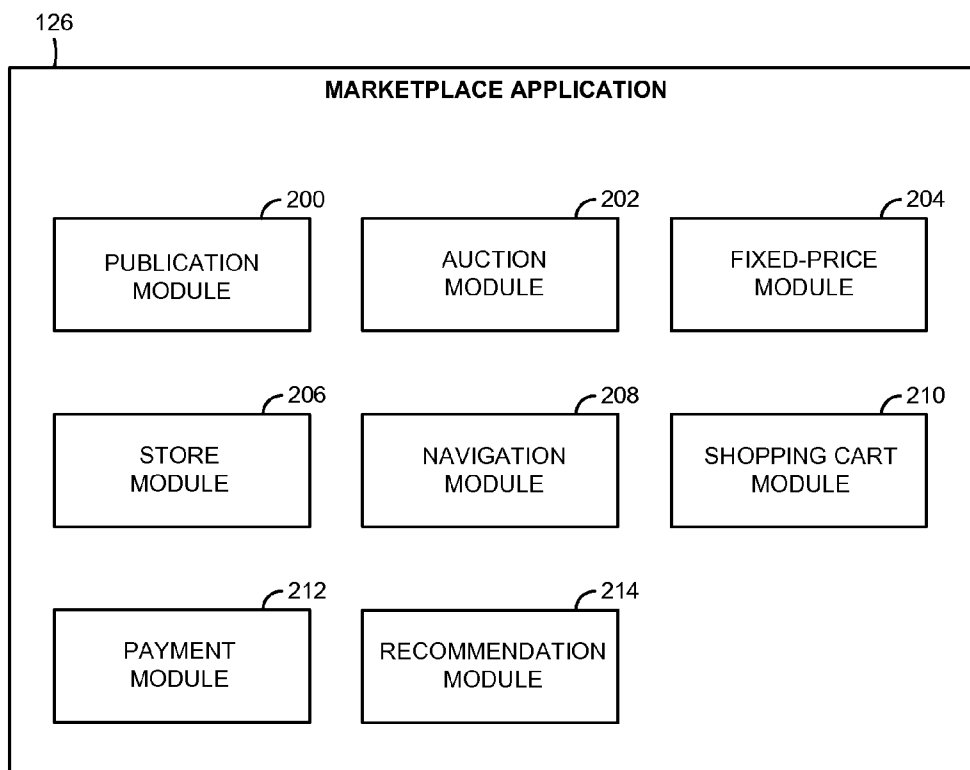 126
MARKETPLACE APPLICATION
200
202
204
PUBLICATION
MODULE
AUCTION
MODULE
FIXED-PRICE
MODULE
206
208
210
STORE
MODULE
NAVIGATION
MODULE
SHOPPING CART
MODULE
212
214
PAYMENT
MODULE
RECOMMENDATION
MODULE